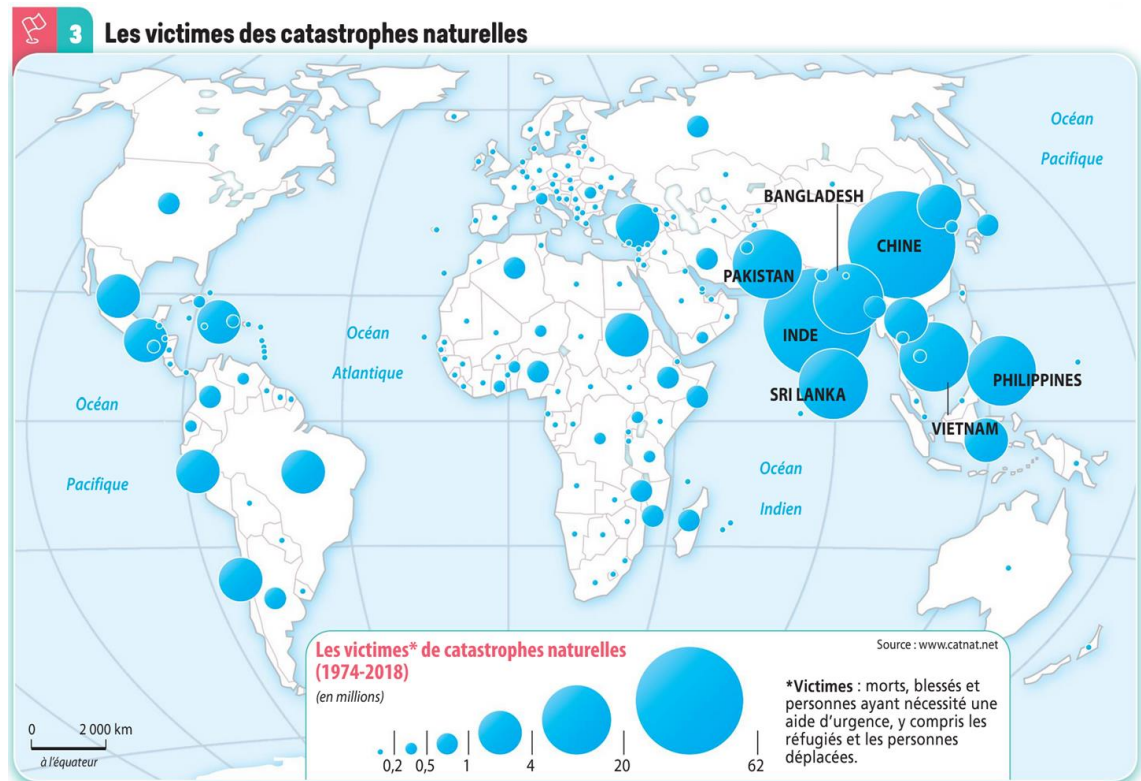 3 Les victimes des catastrophes naturelles
Océan
Pacifique
BANGLADESH
CHINE
PAKISTAN
Océan
Atlantique
INDE
PHILIPPINES
SRI LANKA
Océan
Pacifique
VIETNAM
Océan
Indien
Les victimes* de catastrophes naturelles
(1974-2018)
(en millions)
0,2 0,5 1 4 20 62
Source : www.catnat.net
*Victimes : morts, blessés et
personnes ayant nécessité une
aide d’urgence, y compris les
réfugiés et les personnes
déplacées.
0 2 000 km
à l’équateur